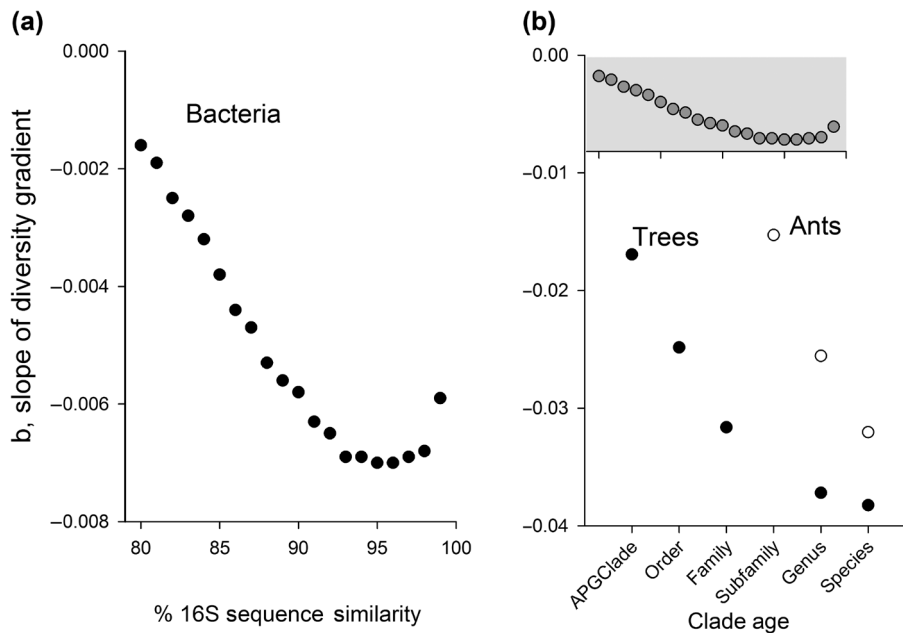 (a)
b, slope of diversity gradient
0.000
−0.002
−0.004
−0.006
−0.008
Bacteria
80 85 90 95 100
% 16S sequence similarity
(b)
0.00
−0.01
−0.02
−0.03
−0.04
Trees
Ants
APGClade
Order
Family
Subfamily
Genus
Species
Clade age